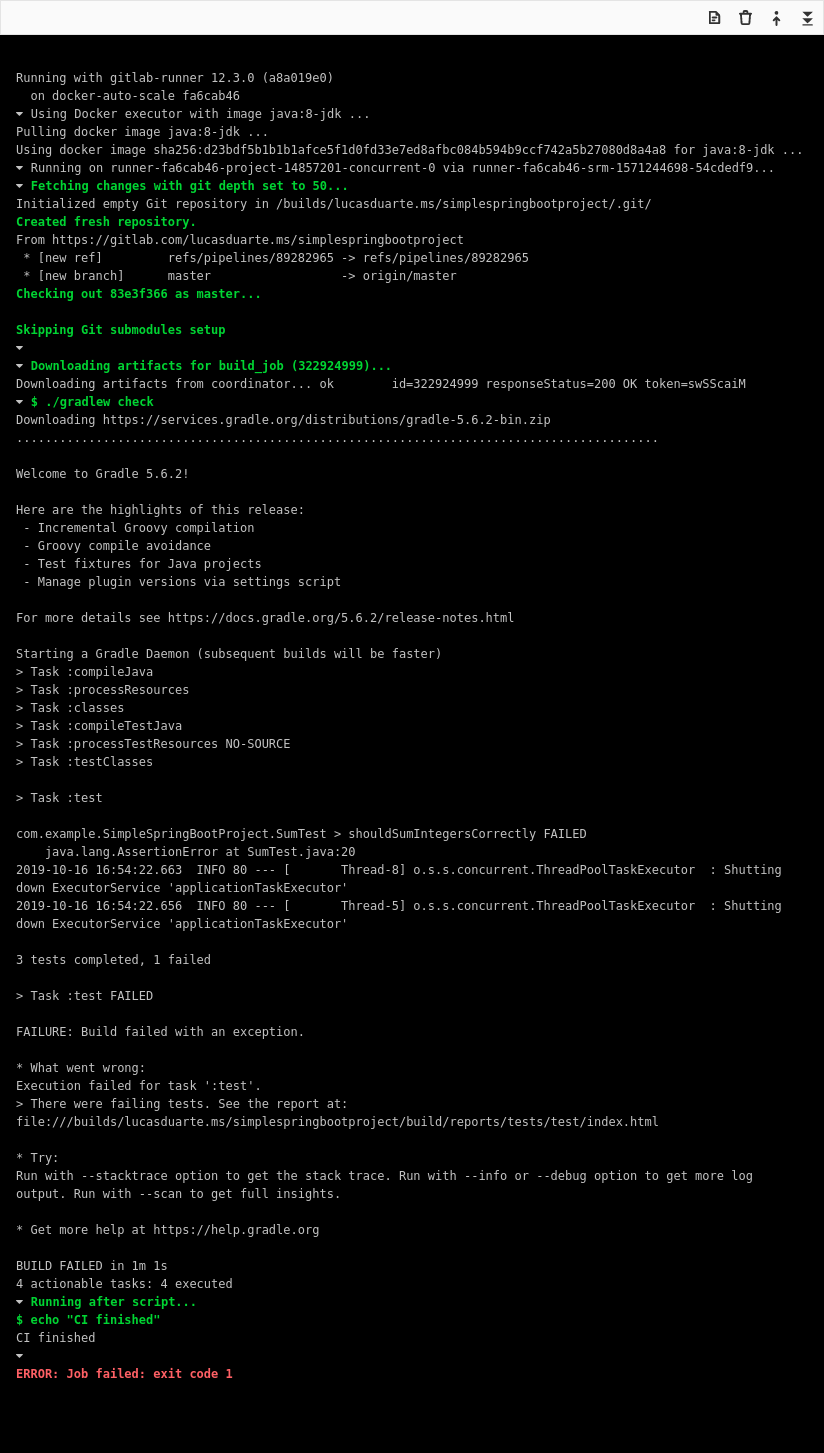 Running with gitlab-runner 12.3.0 (a8a019e0)
  on docker-auto-scale fa6cab46
Using Docker executor with image java:8-jdk ...
Pulling docker image java:8-jdk ...
Using docker image sha256:d23bdf5b1b1b1afce5f1d0fd33e7ed8afbc084b594b9ccf742a5b27080d8a4a8 for java:8-jdk ...
Running on runner-fa6cab46-project-14857201-concurrent-0 via runner-fa6cab46-srm-1571244698-54cdedf9...
Fetching changes with git depth set to 50...
Initialized empty Git repository in /builds/lucasduarte.ms/simplespringbootproject/.git/
Created fresh repository.
From https://gitlab.com/lucasduarte.ms/simplespringbootproject
 * [new ref]         refs/pipelines/89282965 -> refs/pipelines/89282965
 * [new branch]      master                  -> origin/master
Checking out 83e3f366 as master...

Skipping Git submodules setup
Downloading artifacts for build_job (322924999)...
Downloading artifacts from coordinator... ok        id=322924999 responseStatus=200 OK token=swSScaiM
$ ./gradlew check
Downloading https://services.gradle.org/distributions/gradle-5.6.2-bin.zip
.........................................................................................

Welcome to Gradle 5.6.2!

Here are the highlights of this release:
 - Incremental Groovy compilation
 - Groovy compile avoidance
 - Test fixtures for Java projects
 - Manage plugin versions via settings script

For more details see https://docs.gradle.org/5.6.2/release-notes.html

Starting a Gradle Daemon (subsequent builds will be faster)
> Task :compileJava
> Task :processResources
> Task :classes
> Task :compileTestJava
> Task :processTestResources NO-SOURCE
> Task :testClasses

> Task :test

com.example.SimpleSpringBootProject.SumTest > shouldSumIntegersCorrectly FAILED
    java.lang.AssertionError at SumTest.java:20
2019-10-16 16:54:22.663  INFO 80 --- [       Thread-8] o.s.s.concurrent.ThreadPoolTaskExecutor  : Shutting
down ExecutorService 'applicationTaskExecutor'
2019-10-16 16:54:22.656  INFO 80 --- [       Thread-5] o.s.s.concurrent.ThreadPoolTaskExecutor  : Shutting
down ExecutorService 'applicationTaskExecutor'

3 tests completed, 1 failed

> Task :test FAILED

FAILURE: Build failed with an exception.

* What went wrong:
Execution failed for task ':test'.
> There were failing tests. See the report at:
file:///builds/lucasduarte.ms/simplespringbootproject/build/reports/tests/test/index.html

* Try:
Run with --stacktrace option to get the stack trace. Run with --info or --debug option to get more log
output. Run with --scan to get full insights.

* Get more help at https://help.gradle.org

BUILD FAILED in 1m 1s
4 actionable tasks: 4 executed
Running after script...
$ echo "CI finished"
CI finished
ERROR: Job failed: exit code 1